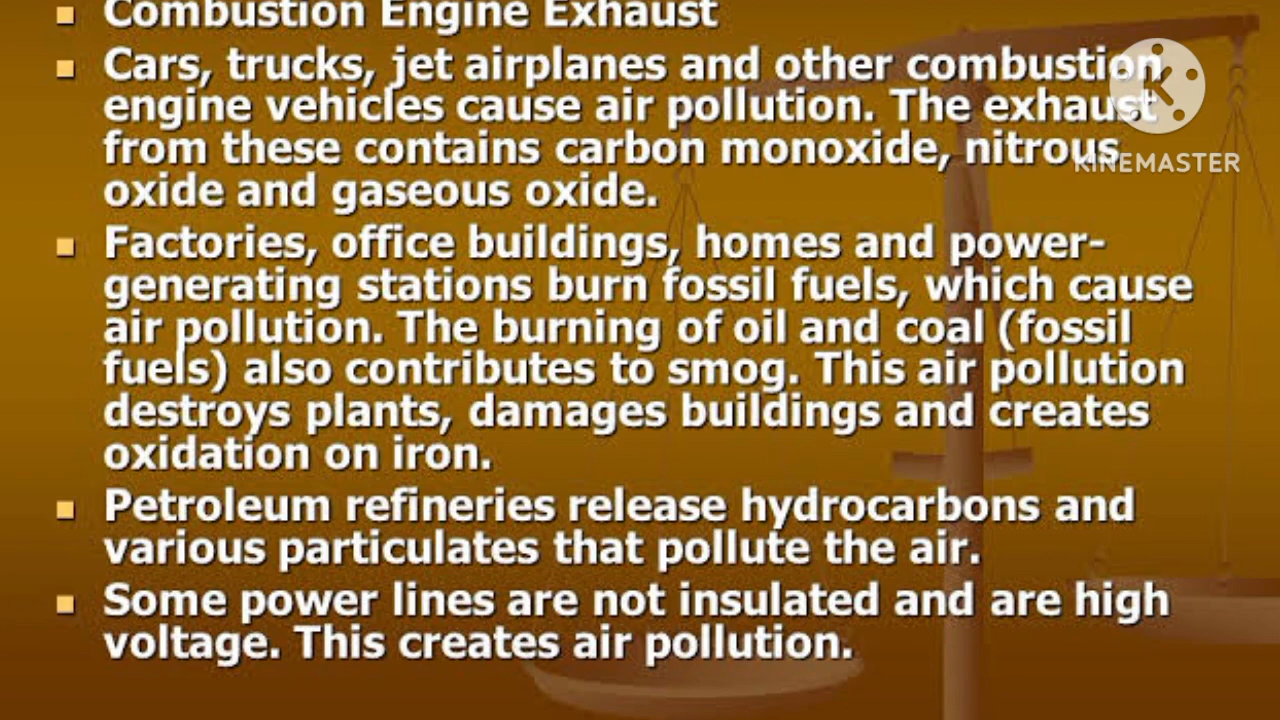 Combustion Engine Exhaust
Cars, trucks, jet airplanes and other combustion
engine vehicles cause air pollution. The exhaust
from these contains carbon monoxide, nitrous
oxide and gaseous oxide.
KINEMASTER
Factories, office buildings, homes and power-
generating stations burn fossil fuels, which cause
air pollution. The burning of oil and coal (fossil
fuels) also contributes to smog. This air pollution
destroys plants, damages buildings and creates
oxidation on iron.
Petroleum refineries release hydrocarbons and
various particulates that pollute the air.
Some power lines are not insulated and are high
voltage. This creates air pollution.